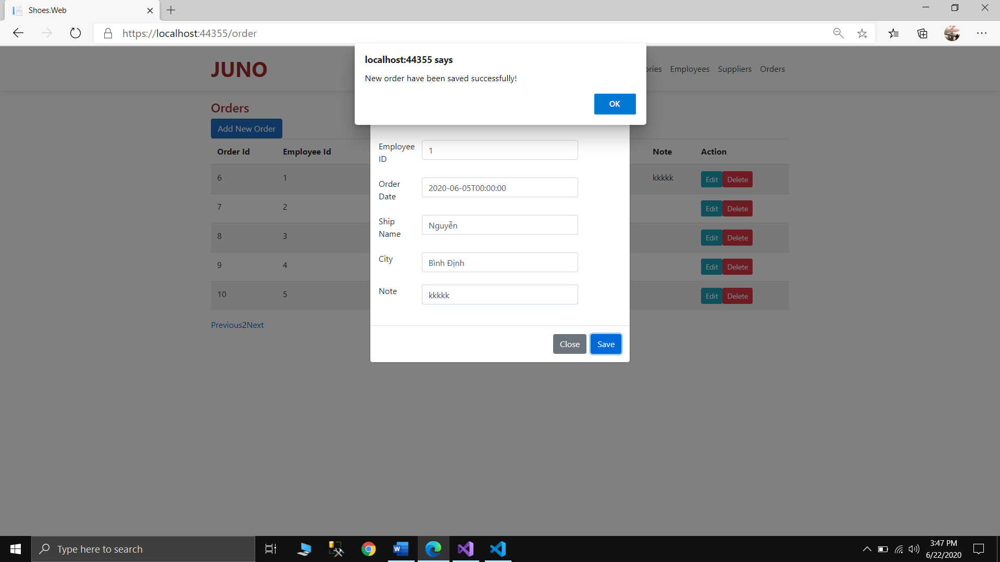 Shoes.Web
https://localhost:44355/order
localhost:44355 says
New order have been saved successfully!
OK
JUNO
ories Employees Suppliers Orders
Orders
Add New Order
Order Id Employee Id Note Action
6 1 kkkkk Edit Delete
7 2 Edit Delete
8 3 Edit Delete
9 4 Edit Delete
10 5 Edit Delete
Previous2Next
Employee
ID
1
Order
Date
2020-06-05T00:00:00
Ship
Name
Nguyễn
City
Bình Định
Note
kkkkk
Close Save
Type here to search
3:47 PM
6/22/2020